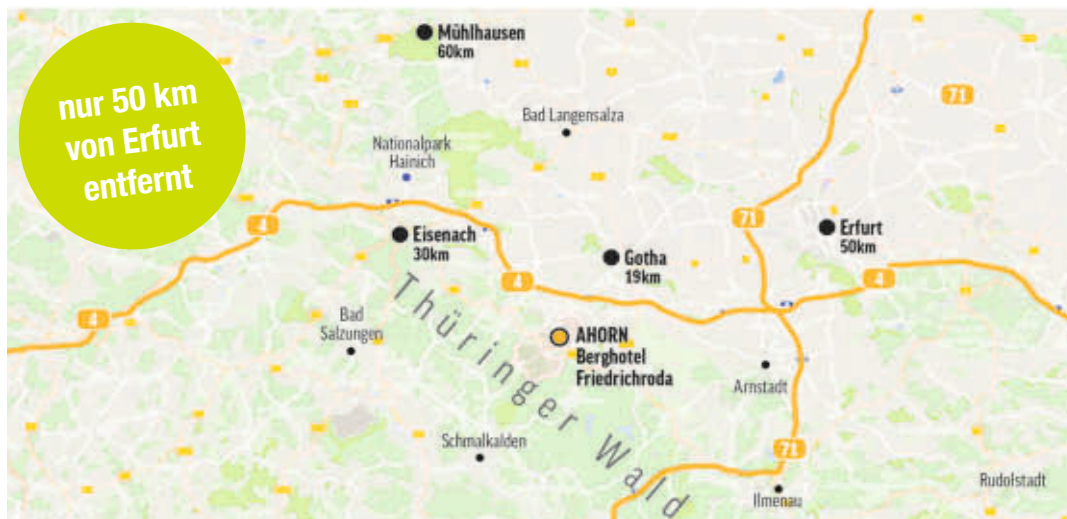 nur 50 km
von Erfurt
entfernt
Mühlhausen
60km
71
71
Bad Langensalza
Nationalpark
Hainich
4
71
Erfurt
50km
Eisenach
30km
Gotha
19km
4
4
4
Thüringer Wald
Bad
Salzungen
AHORN
Berghotel
Friedrichroda
Arnstadt
Schmalkalden
71
Ilmenau
Rudolstadt